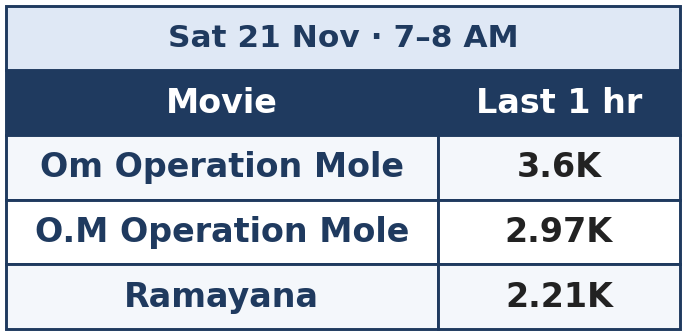 Sat 21 Nov · 7–8 AM
Movie Last 1 hr
Om Operation Mole 3.6K
O.M Operation Mole 2.97K
Ramayana 2.21K